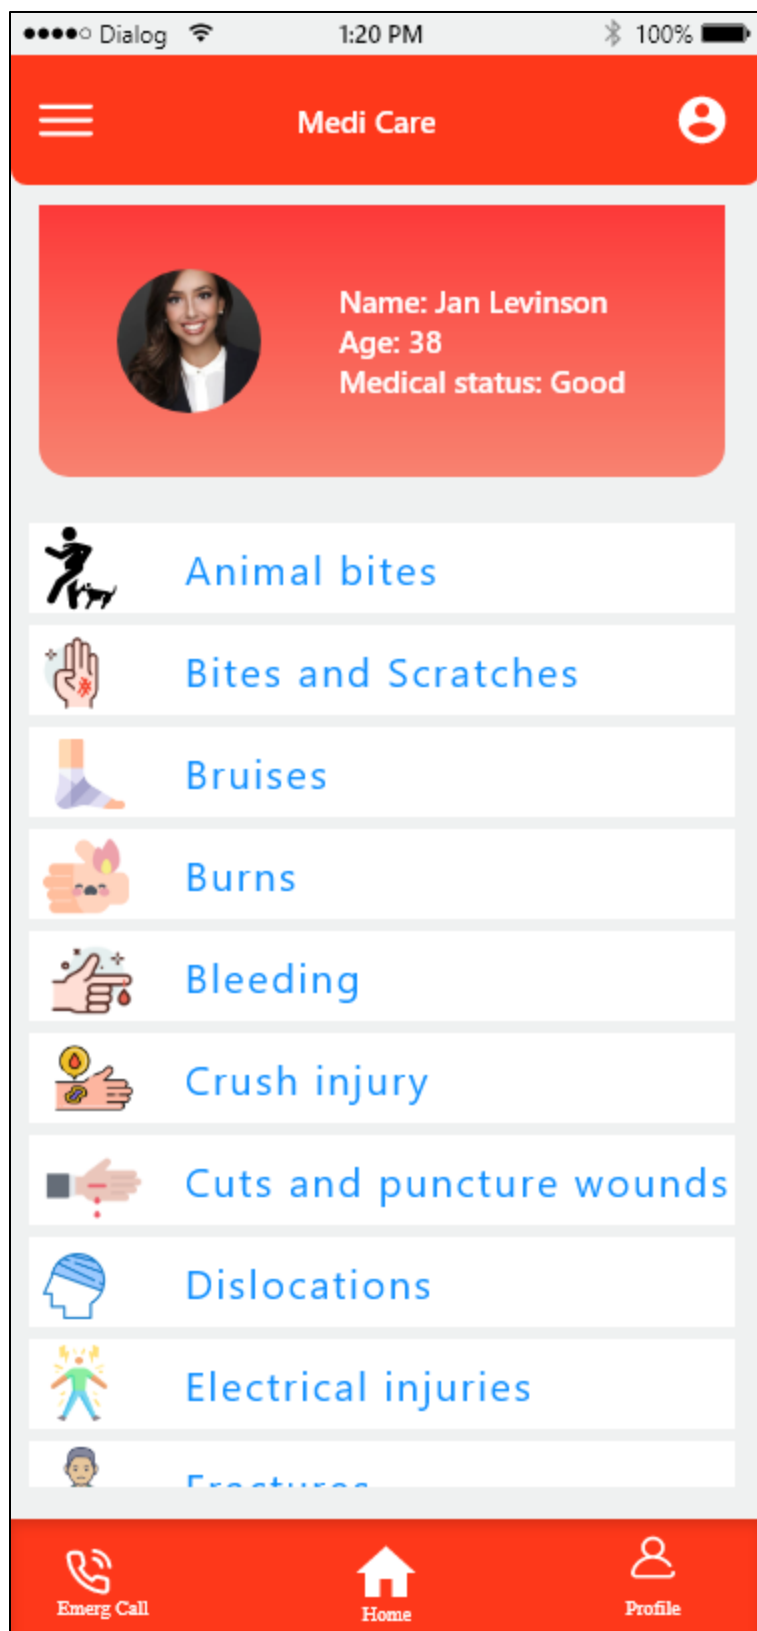 Dialog 1:20 PM 100%
Medi Care
Name: Jan Levinson
Age: 38
Medical status: Good
Animal bites
Bites and Scratches
Bruises
Burns
Bleeding
Crush injury
Cuts and puncture wounds
Dislocations
Electrical injuries
Fractures
Emerg Call Home Profile